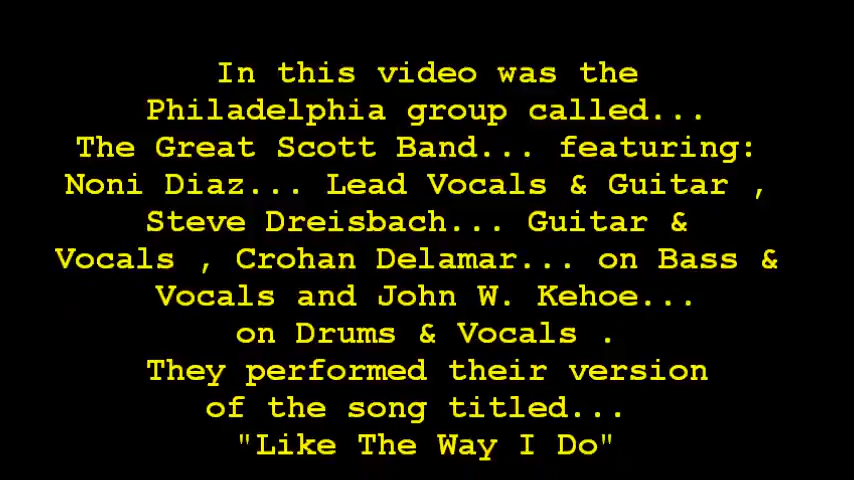 In this video was the
Philadelphia group called...
The Great Scott Band... featuring:
Noni Diaz... Lead Vocals & Guitar ,
Steve Dreisbach... Guitar &
Vocals , Crohan Delamar... on Bass &
Vocals and John W. Kehoe...
on Drums & Vocals .
They performed their version
of the song titled...
"Like The Way I Do"